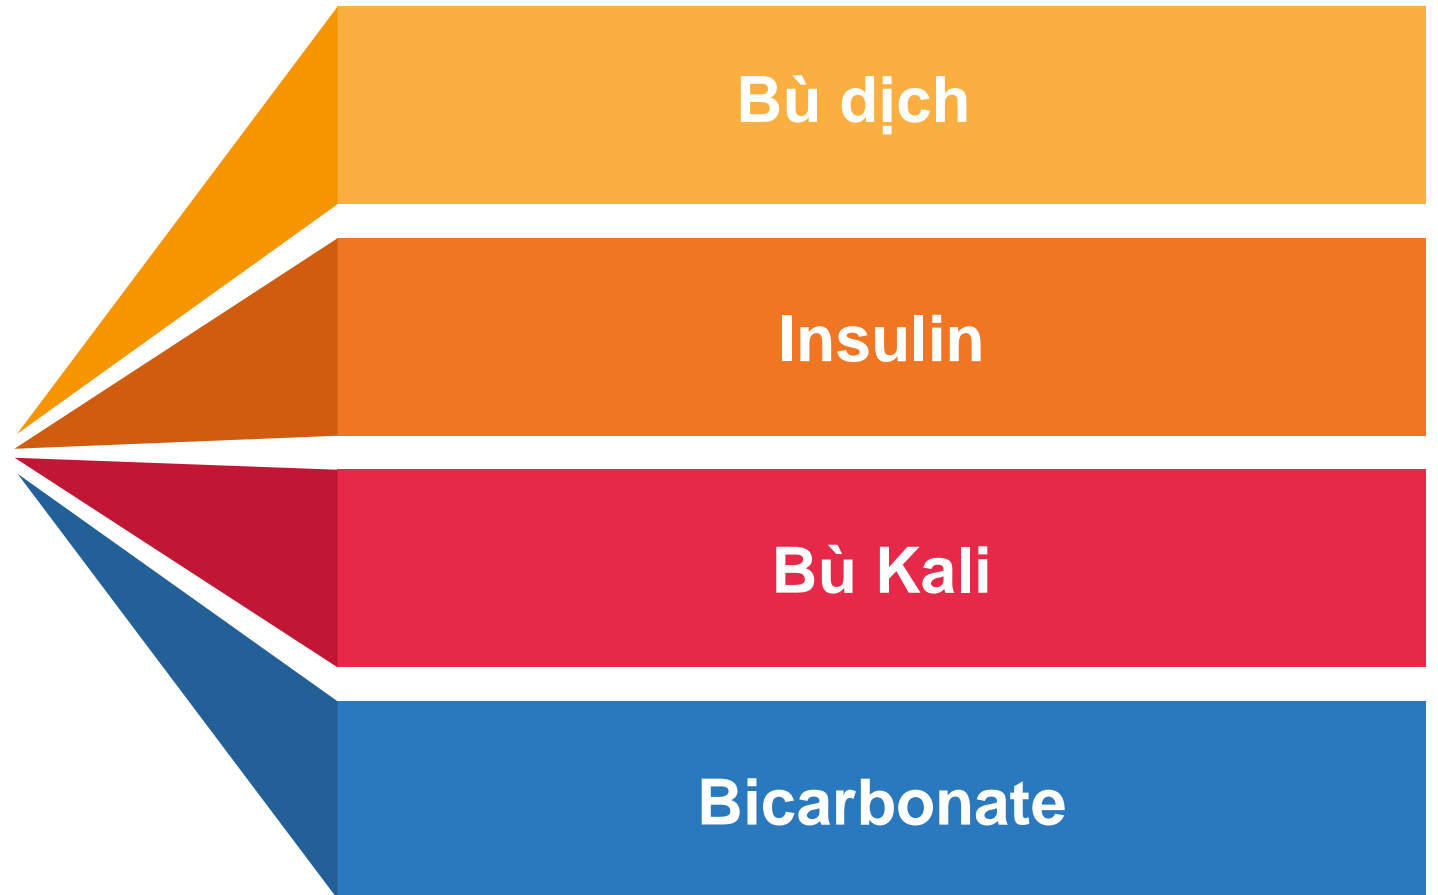 Bù dịch
Insulin
Bù Kali
Bicarbonate